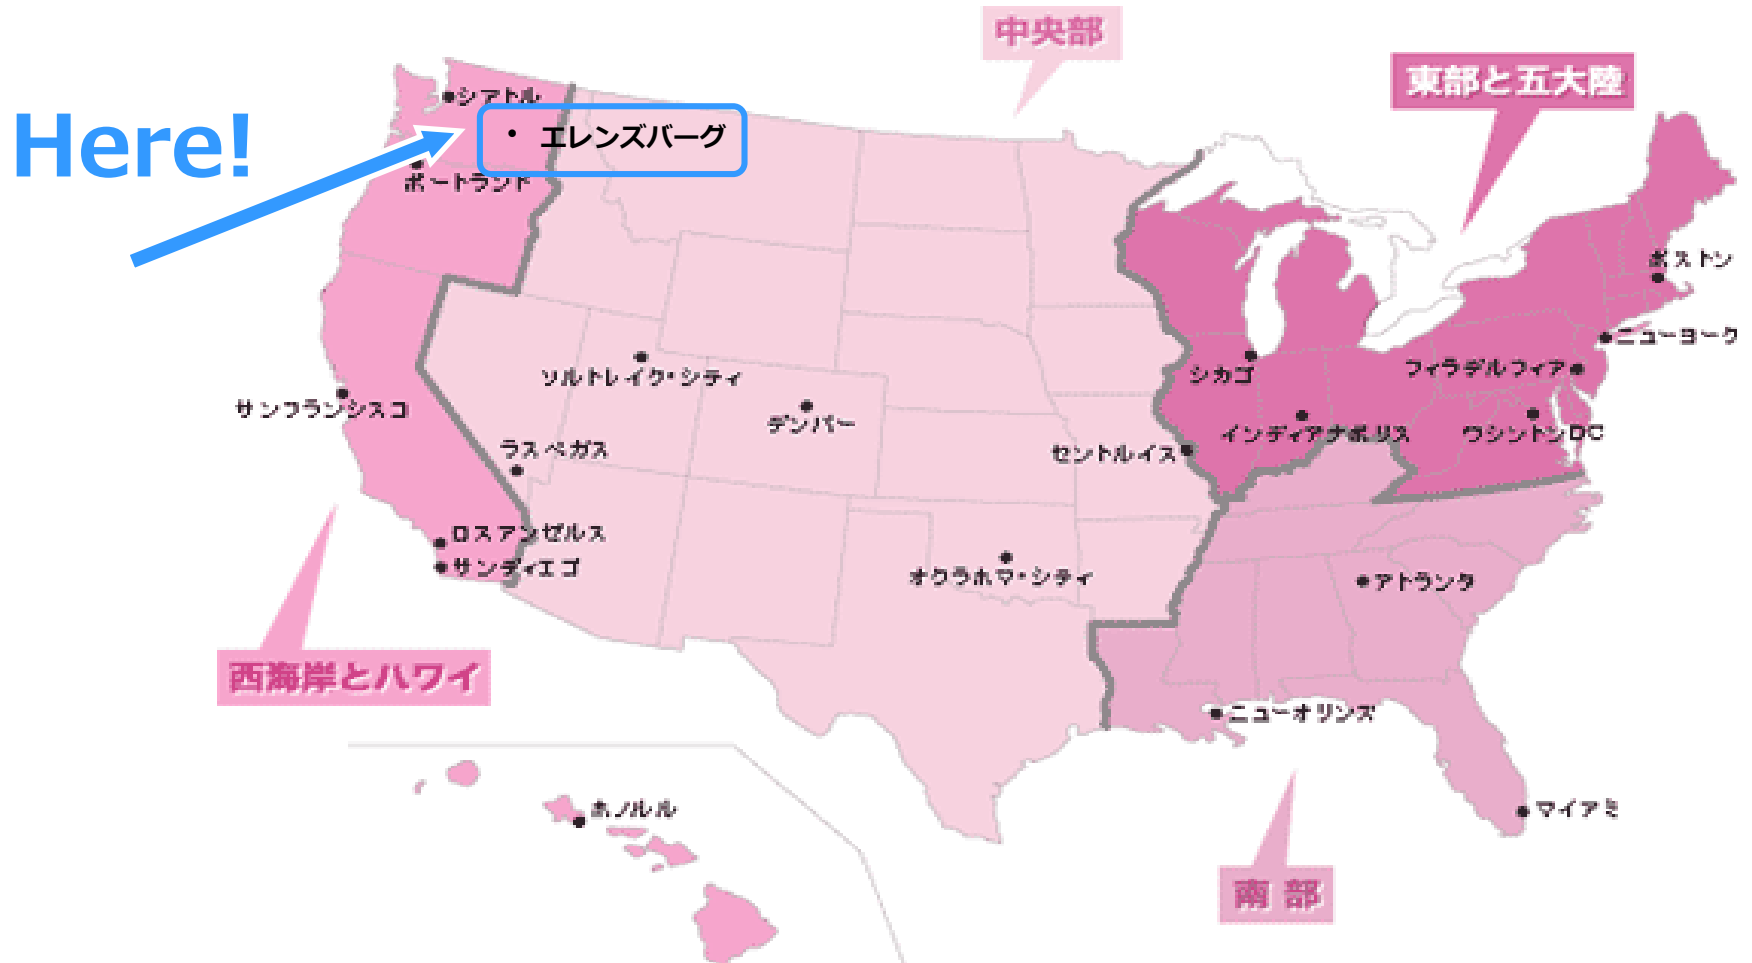 中央部
東部と五大陸
シアトル
Here!
エレンズバーグ
ポートランド
ボストン
ニューヨーク
ソルトレイク・シティ
シカゴ
フィラデルフィア
サンフランシスコ
デンバー
インディアナポリス
ワシントンDC
ラスベガス
セントルイス
ロスアンゼルス
サンディエゴ
オクラホマ・シティ
アトランタ
西海岸とハワイ
ニューオリンズ
ホノルル
マイアミ
南 部